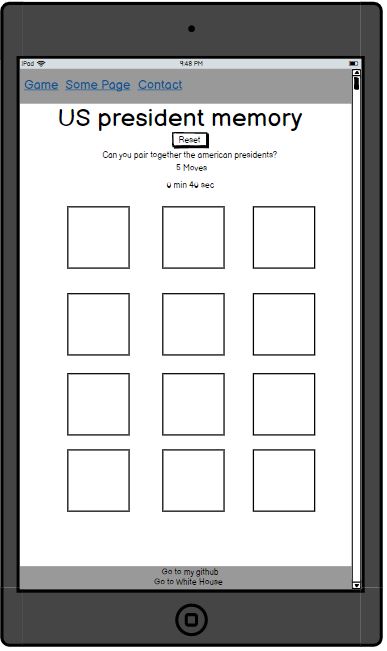 iPad 9:48 PM
Game Some Page Contact
US president memory
Reset
Can you pair together the american presidents?
5 Moves
0 min 40 sec
Go to my github
Go to White House